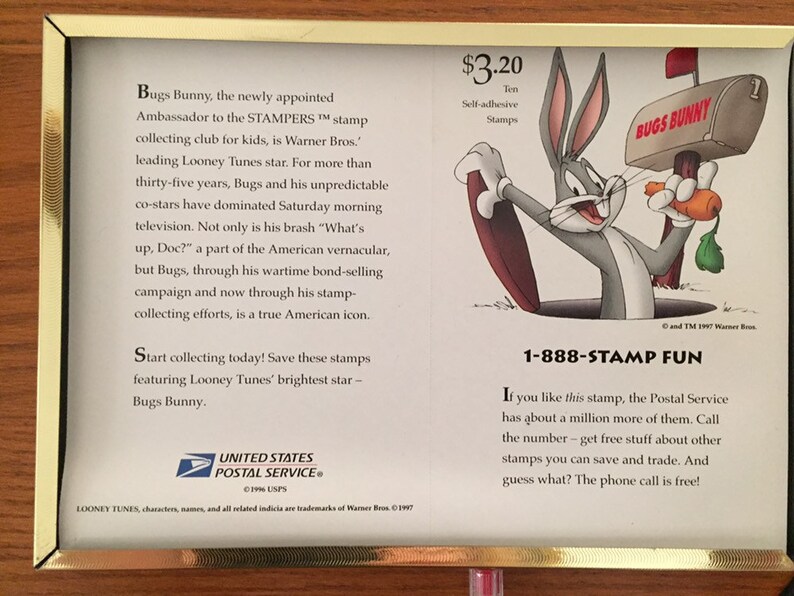 Bugs Bunny, the newly appointed
Ambassador to the STAMPERS ™ stamp
collecting club for kids, is Warner Bros.'
leading Looney Tunes star. For more than
thirty-five years, Bugs and his unpredictable
co-stars have dominated Saturday morning
television. Not only is his brash “What's
up, Doc?” a part of the American vernacular,
but Bugs, through his wartime bond-selling
campaign and now through his stamp-
collecting efforts, is a true American icon.
Start collecting today! Save these stamps
featuring Looney Tunes' brightest star –
Bugs Bunny.
UNITED STATES
POSTAL SERVICE®
© 1996 USPS
LOONEY TUNES, characters, names, and all related indicia are trademarks of Warner Bros. © 1997
$3.20
Ten
Self-adhesive
Stamps
1
BUGS BUNNY
© and TM 1997 Warner Bros.
1-888-STAMP FUN
If you like this stamp, the Postal Service
has about a million more of them. Call
the number – get free stuff about other
stamps you can save and trade. And
guess what? The phone call is free!